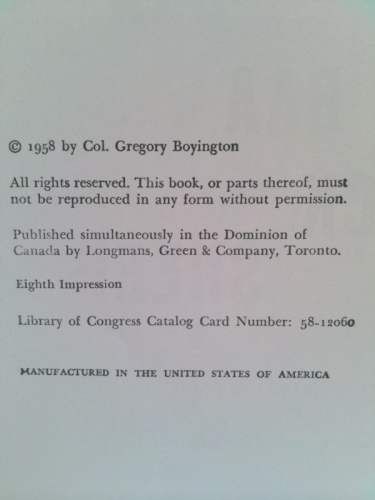 © 1958 by Col. Gregory Boyington
All rights reserved. This book, or parts thereof, must
not be reproduced in any form without permission.
Published simultaneously in the Dominion of
Canada by Longmans, Green & Company, Toronto.
Eighth Impression
Library of Congress Catalog Card Number: 58-12060
MANUFACTURED IN THE UNITED STATES OF AMERICA